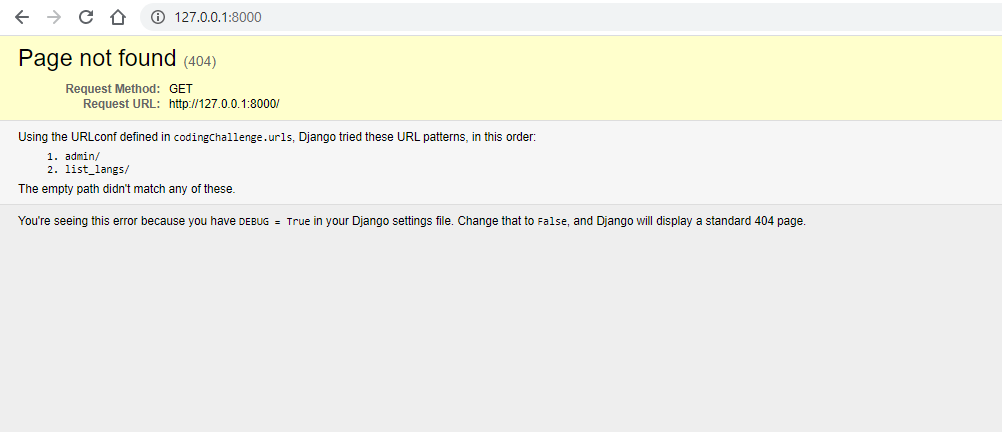 127.0.0.1:8000
Page not found (404)
Request Method: GET
Request URL: http://127.0.0.1:8000/
Using the URLconf defined in codingChallenge.urls, Django tried these URL patterns, in this order:
1. admin/
2. list_langs/
The empty path didn't match any of these.
You're seeing this error because you have DEBUG = True in your Django settings file. Change that to False, and Django will display a standard 404 page.